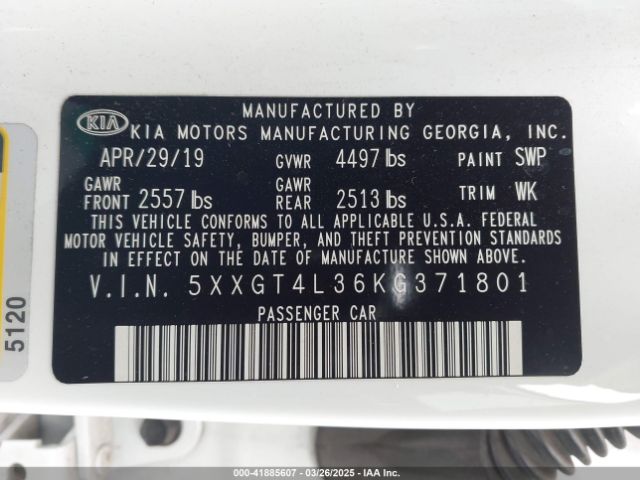 MANUFACTURED BY
KIA KIA MOTORS MANUFACTURING GEORGIA, INC.
APR/29/19 GVWR 4497 lbs PAINT SWP
GAWR FRONT 2557 lbs GAWR REAR 2513 lbs TRIM WK
THIS VEHICLE CONFORMS TO ALL APPLICABLE U.S.A. FEDERAL
MOTOR VEHICLE SAFETY, BUMPER, AND THEFT PREVENTION STANDARDS
IN EFFECT ON THE DATE OF MANUFACTURE SHOWN ABOVE.
V.I.N. 5XXGT4L36KG371801
PASSENGER CAR
5120
000-41885607 - 03/26/2025 - IAA Inc.